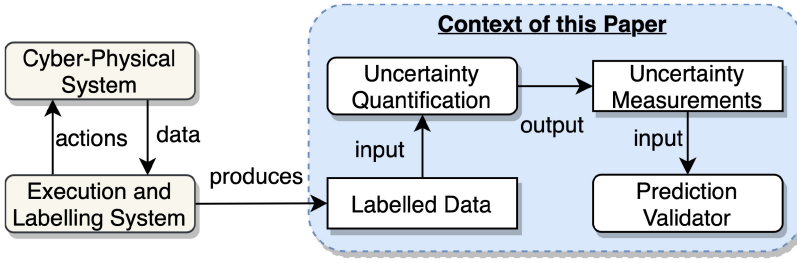 Context of this Paper
Cyber-Physical
System
actions
data
Execution and
Labelling System
produces
Uncertainty
Quantification
input
Labelled Data
output
Uncertainty
Measurements
input
Prediction
Validator